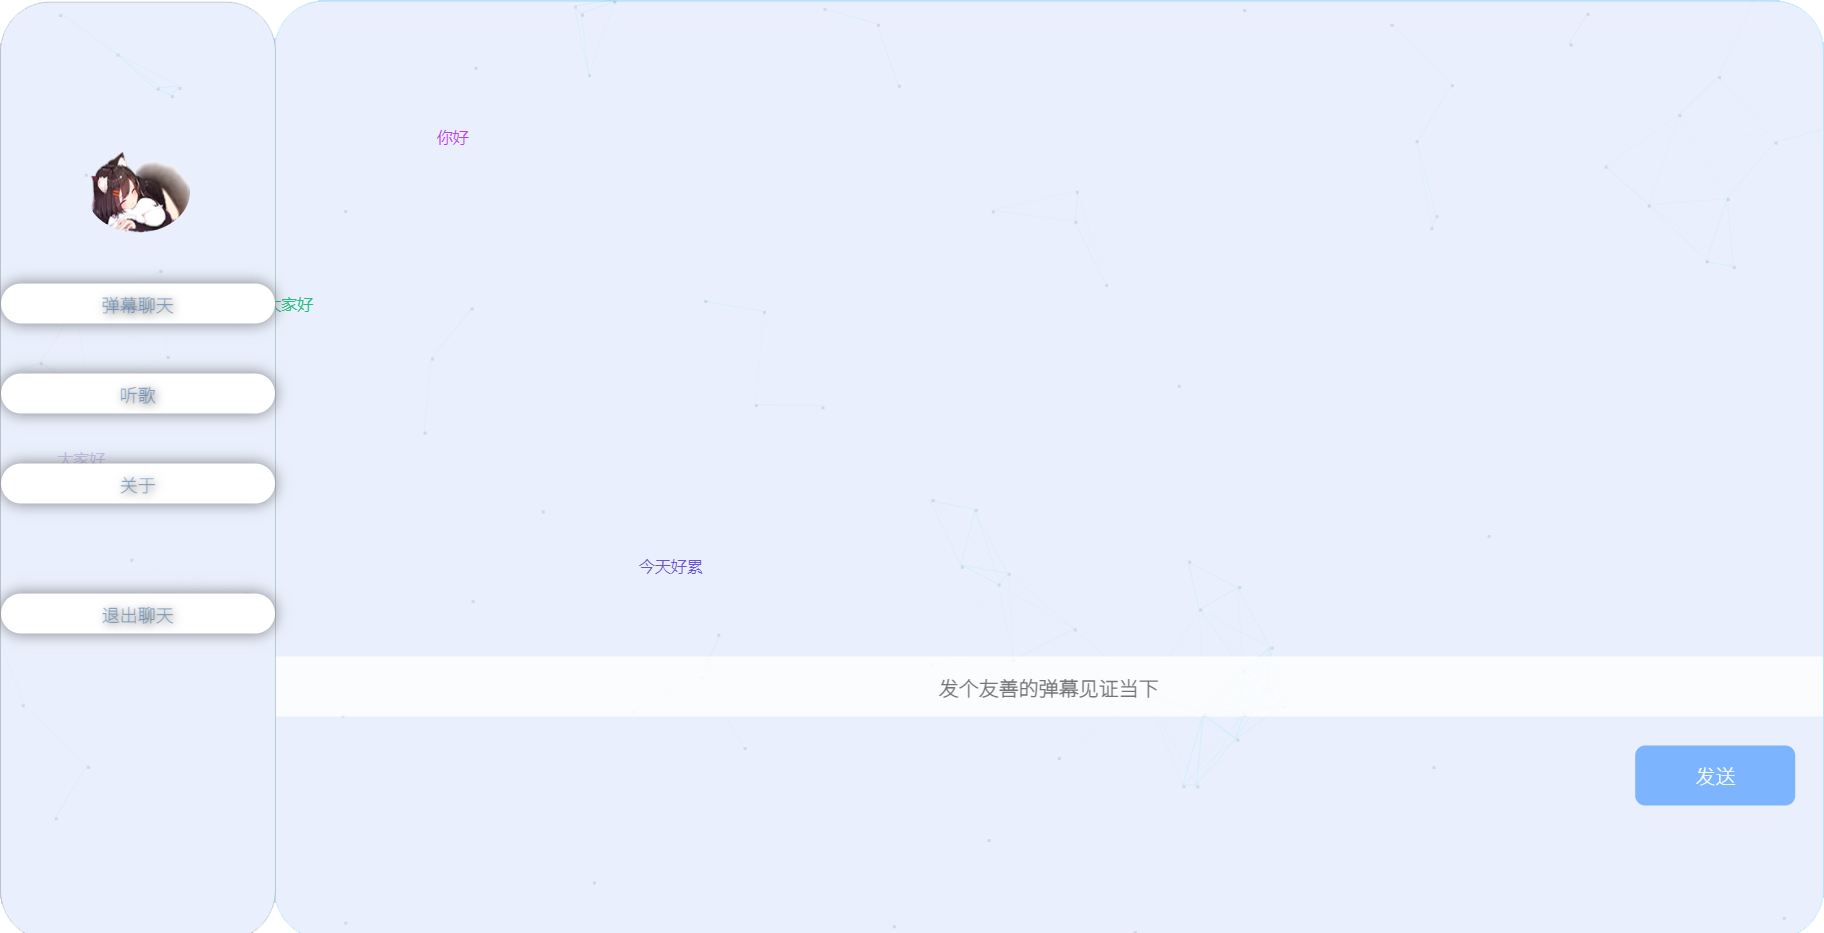 弹幕聊天
听歌
大家好
关于
退出聊天
你好
大家好
今天好累
发个友善的弹幕见证当下
发送